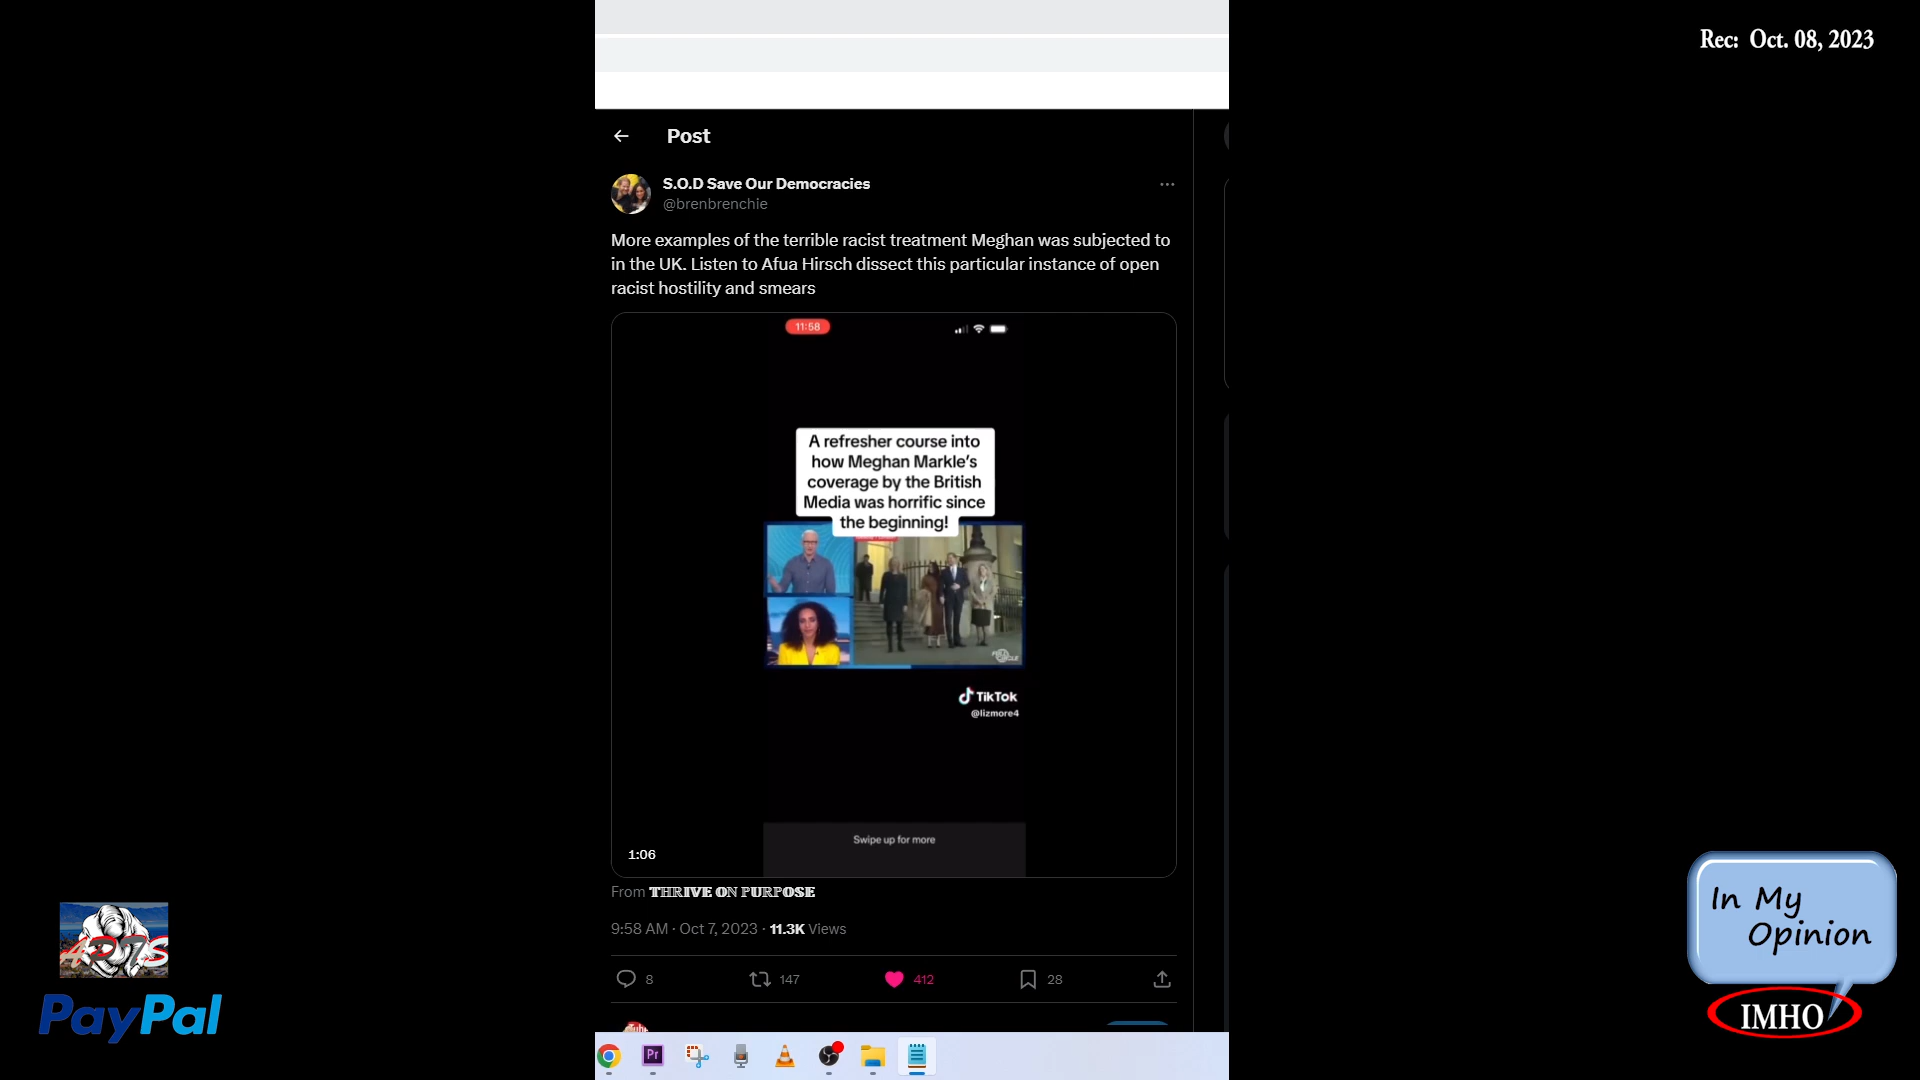 Rec: Oct. 08, 2023
Post
S.O.D Save Our Democracies
@brenbrenchie
More examples of the terrible racist treatment Meghan was subjected to
in the UK. Listen to Afua Hirsch dissect this particular instance of open
racist hostility and smears
11:58
A refresher course into
how Meghan Markle's
coverage by the British
Media was horrific since
the beginning!
TikTok
@lizmore4
Swipe up for more
1:06
From THRIVE ON PURPOSE
9:58 AM · Oct 7, 2023 · 11.3K Views
8 147 412 28
Pr
PayPal
In My
Opinion
IMHO